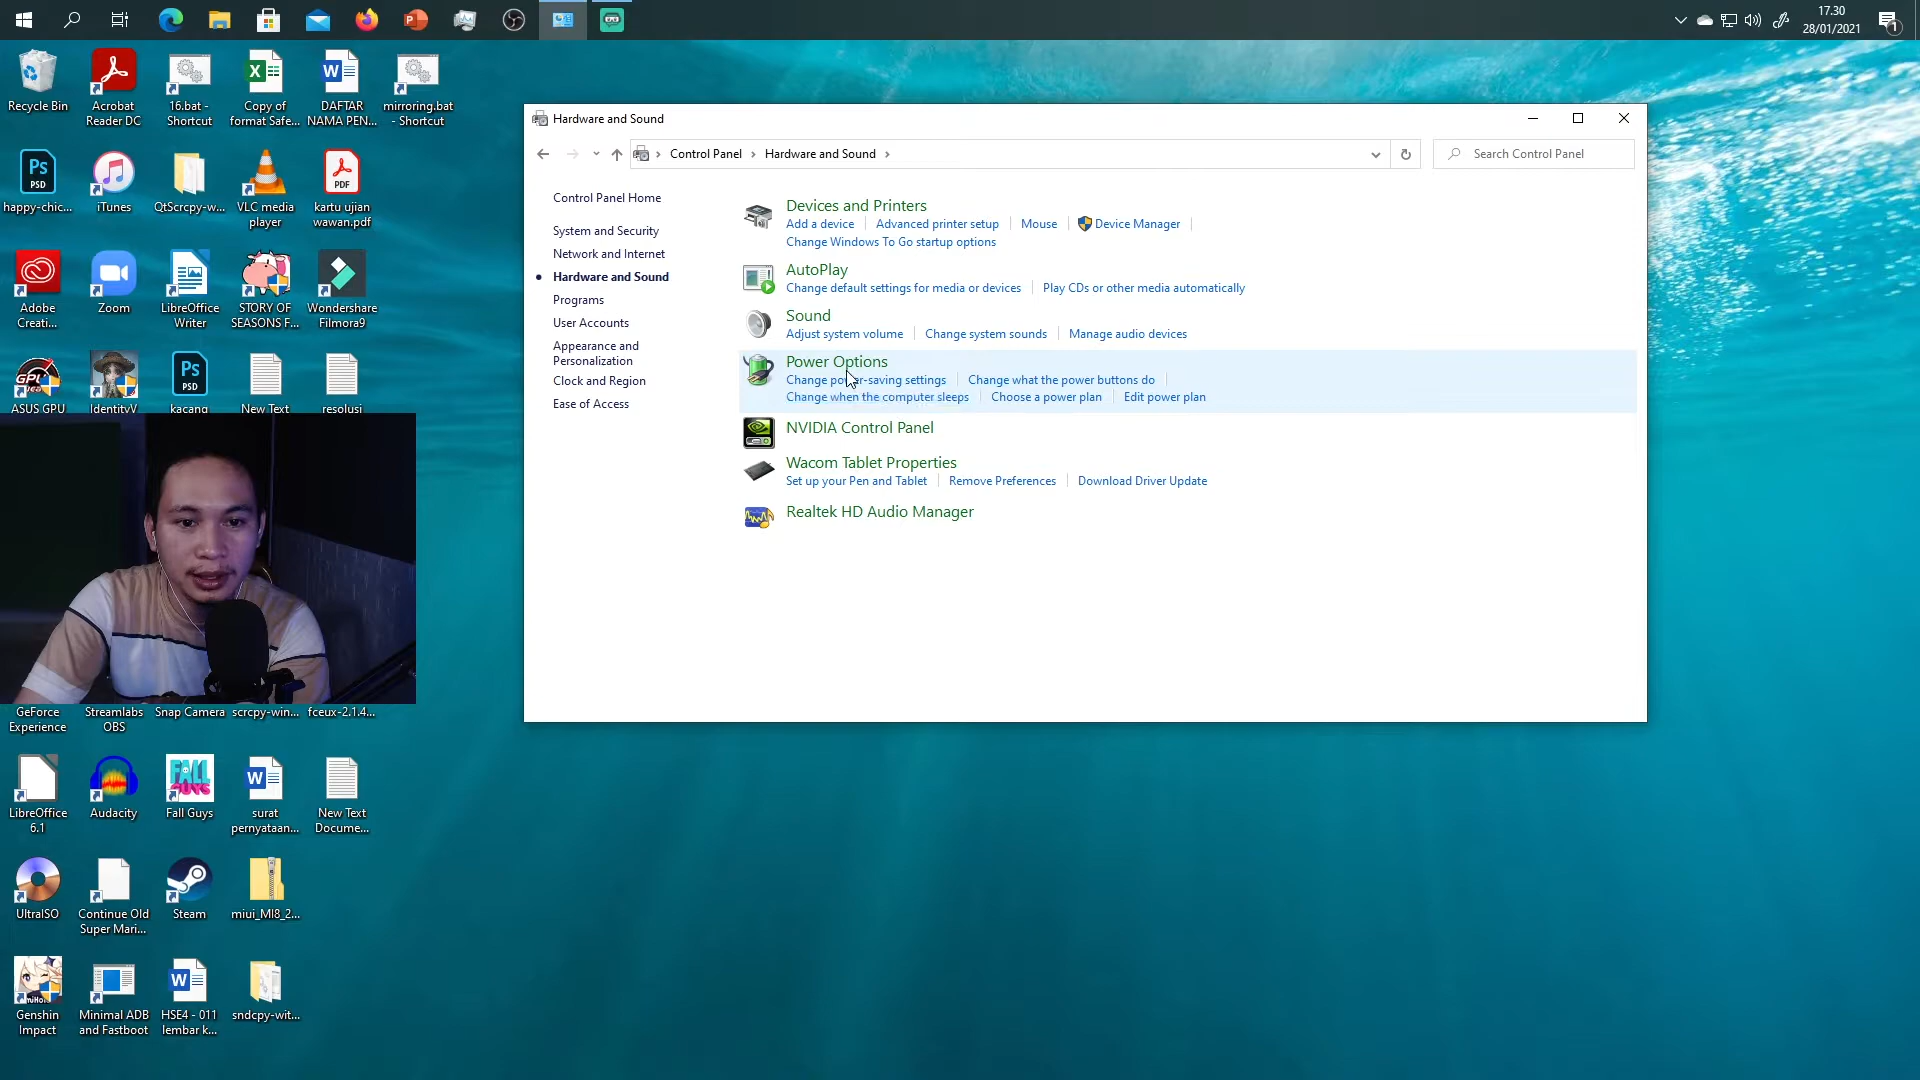 17.30
28/01/2021
1
Recycle Bin
Acrobat
Reader DC
16.bat -
Shortcut
Copy of
format Safe...
DAFTAR
NAMA PEN...
mirroring.bat
- Shortcut
happy-chic...
iTunes
QtScrcpy-w...
VLC media
player
kartu ujian
wawan.pdf
Adobe
Creati...
Zoom
LibreOffice
Writer
STORY OF
SEASONS F...
Wondershare
Filmora9
ASUS GPU
IdentityV
kacang
New Text
resolusi
GeForce
Experience
Streamlabs
OBS
Snap Camera
scrcpy-win...
fceux-2.1.4...
LibreOffice
6.1
Audacity
Fall Guys
surat
pernyataan...
New Text
Docume...
UltraISO
Continue Old
Super Mari...
Steam
miui_MI8_2...
Genshin
Impact
Minimal ADB
and Fastboot
HSE4 - 011
lembar k...
sndcpy-wit...
Hardware and Sound
Control Panel > Hardware and Sound >
Search Control Panel
Control Panel Home
System and Security
Network and Internet
Hardware and Sound
Programs
User Accounts
Appearance and
Personalization
Clock and Region
Ease of Access
Devices and Printers
Add a device | Advanced printer setup | Mouse | Device Manager |
Change Windows To Go startup options
AutoPlay
Change default settings for media or devices | Play CDs or other media automatically
Sound
Adjust system volume | Change system sounds | Manage audio devices
Power Options
Change power-saving settings | Change what the power buttons do |
Change when the computer sleeps | Choose a power plan | Edit power plan
NVIDIA Control Panel
Wacom Tablet Properties
Set up your Pen and Tablet | Remove Preferences | Download Driver Update
Realtek HD Audio Manager